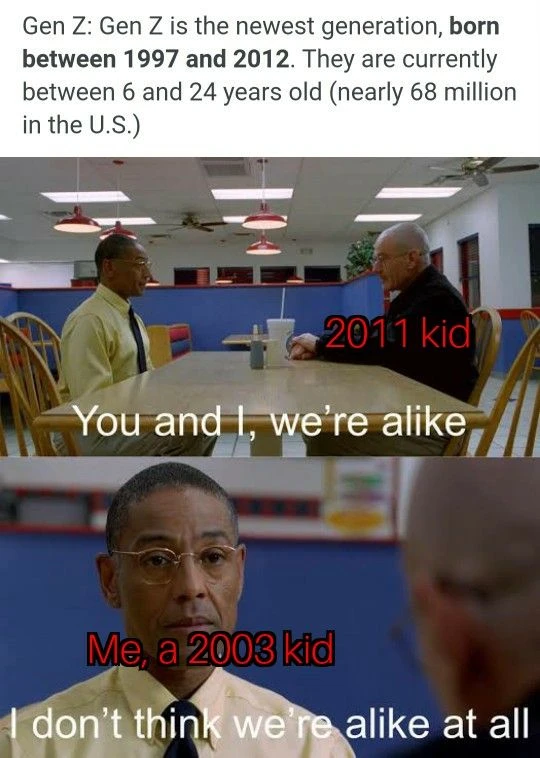 Gen Z: Gen Z is the newest generation, born
between 1997 and 2012. They are currently
between 6 and 24 years old (nearly 68 million
in the U.S.)
2011 kid
You and I, we're alike
Me, a 2003 kid
I don't think we're alike at all